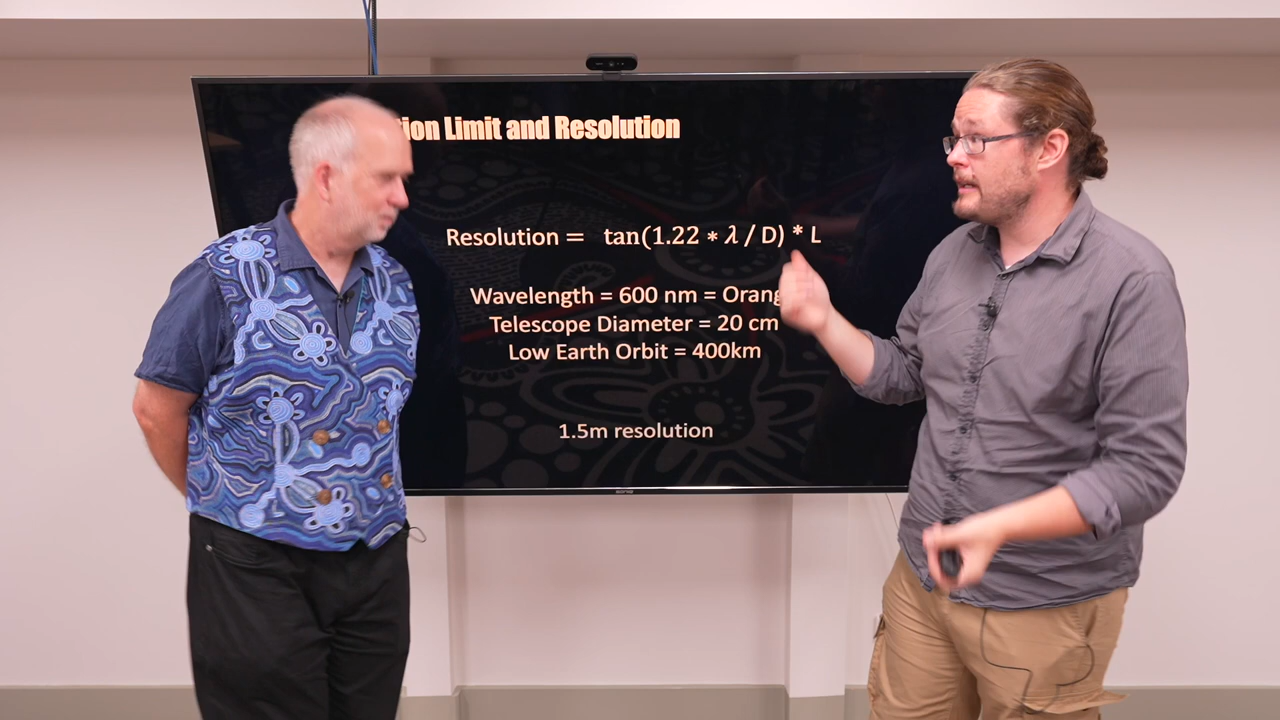 ion Limit and Resolution
Resolution = tan(1.22 ∗ λ / D) * L
Wavelength = 600 nm = Orang
Telescope Diameter = 20 cm
Low Earth Orbit = 400km
1.5m resolution
SONY